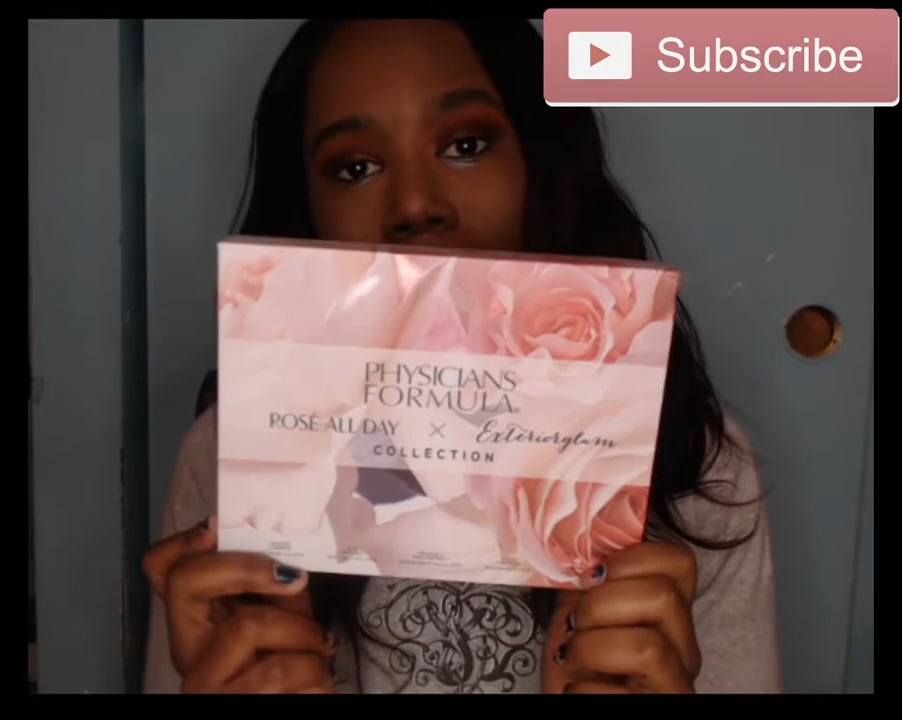 Subscribe
PHYSICIANS
FORMULA®
ROSÉ ALL DAY × Exteriorglam
COLLECTION